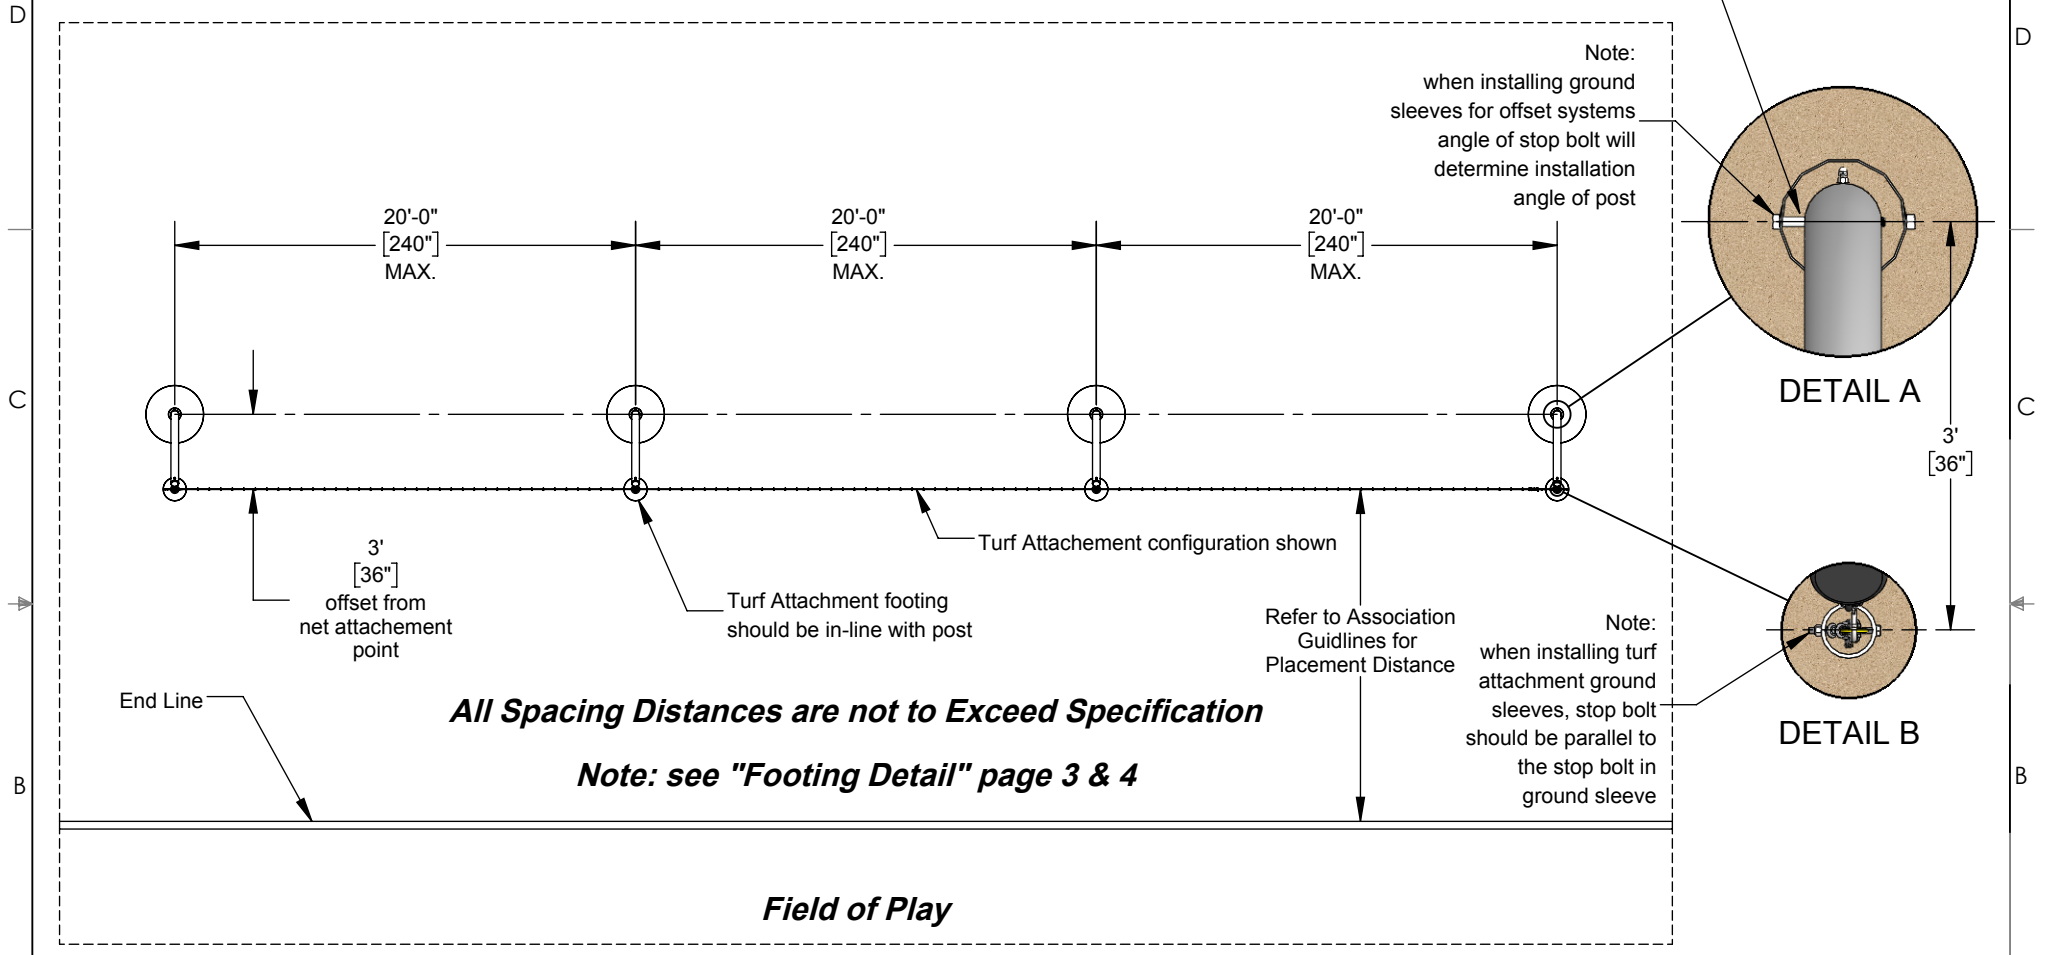 D
D
Note:
when installing ground
sleeves for offset systems
angle of stop bolt will
determine installation
angle of post
20'-0"
[240"]
MAX.
20'-0"
[240"]
MAX.
20'-0"
[240"]
MAX.
DETAIL A
C
C
3'
[36"]
3'
[36"]
offset from
net attachement
point
Turf Attachement configuration shown
Turf Attachment footing
should be in-line with post
Refer to Association
Guidlines for
Placement Distance
Note:
when installing turf
attachment ground
sleeves, stop bolt
should be parallel to
the stop bolt in
ground sleeve
DETAIL B
End Line
All Spacing Distances are not to Exceed Specification
Note: see "Footing Detail" page 3 & 4
B
B
Field of Play